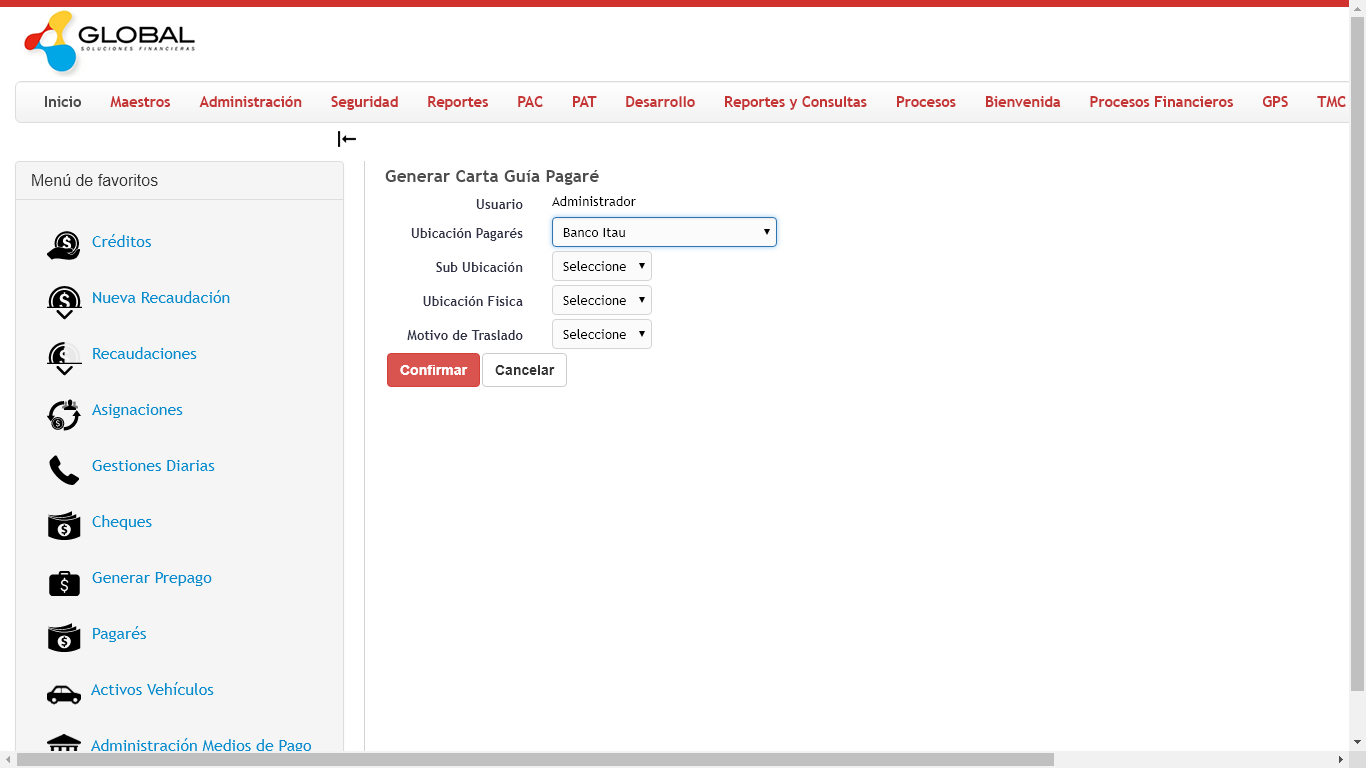 GLOBAL
SOLUCIONES FINANCIERAS
Inicio Maestros Administración Seguridad Reportes PAC PAT Desarrollo Reportes y Consultas Procesos Bienvenida Procesos Financieros GPS TMC
Menú de favoritos
Créditos
Nueva Recaudación
Recaudaciones
Asignaciones
Gestiones Diarias
Cheques
Generar Prepago
Pagarés
Activos Vehículos
Administración Medios de Pago
Generar Carta Guía Pagaré
Usuario Administrador
Ubicación Pagarés Banco Itau
Sub Ubicación Seleccione
Ubicación Fisica Seleccione
Motivo de Traslado Seleccione
Confirmar Cancelar